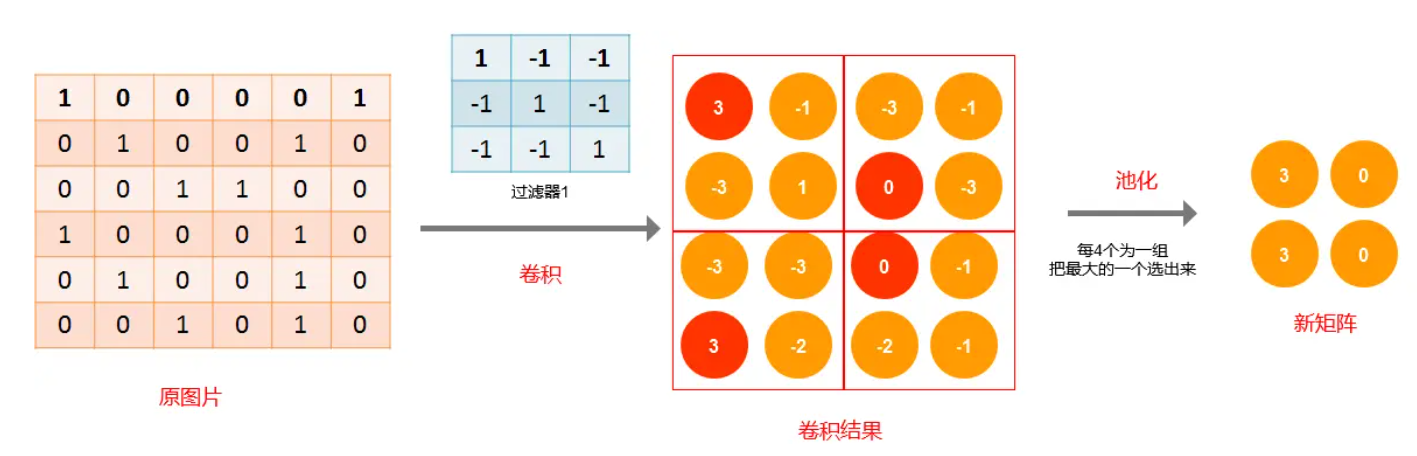 1 0 0 0 0 1
0 1 0 0 1 0
0 0 1 1 0 0
1 0 0 0 1 0
0 1 0 0 1 0
0 0 1 0 1 0
原图片
1 -1 -1
-1 1 -1
-1 -1 1
过滤器1
卷积
3 -1 -3 -1
-3 1 0 -3
-3 -3 0 -1
3 -2 -2 -1
卷积结果
池化
每4个为一组
把最大的一个选出来
3 0
3 0
新矩阵